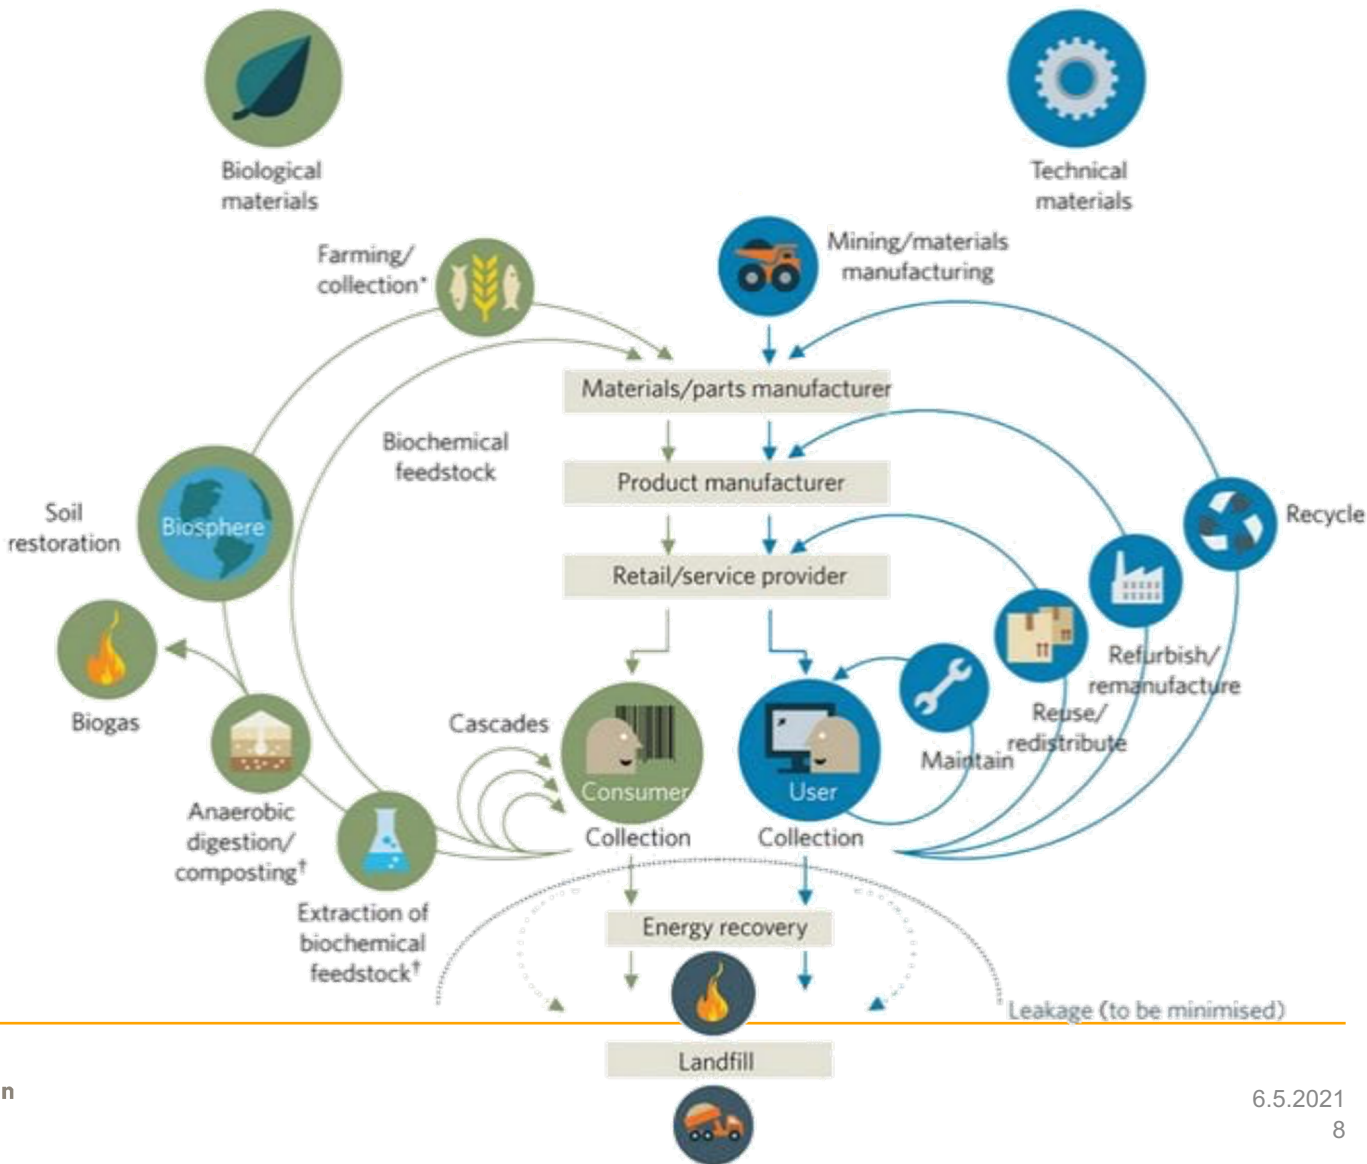 Biological
materials
Technical
materials
Farming/
collection*
Mining/materials
manufacturing
Materials/parts manufacturer
Biochemical
feedstock
Product manufacturer
Soil
restoration
Biosphere
Recycle
Retail/service provider
Refurbish/
remanufacture
Reuse/
redistribute
Maintain
Biogas
Cascades
Consumer
User
Anaerobic
digestion/
composting†
Collection
Collection
Extraction of
biochemical
feedstock†
Energy recovery
Leakage (to be minimised)
Landfill
n
6.5.2021
8